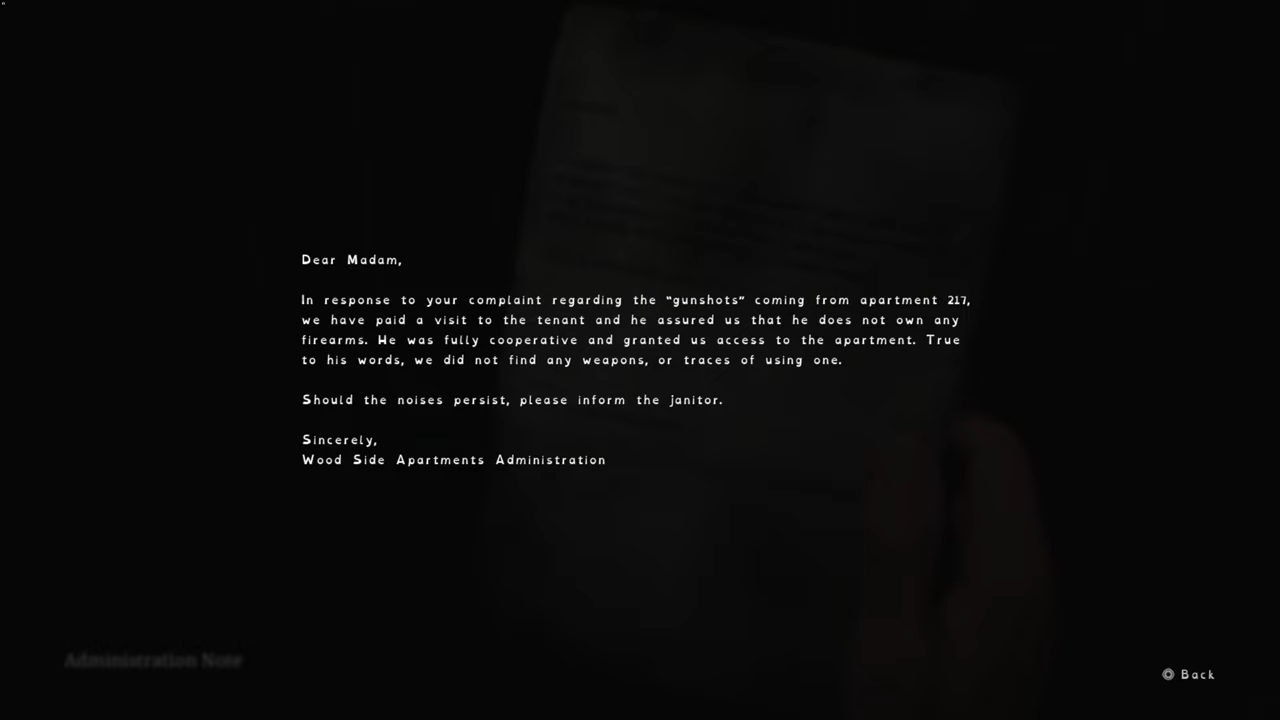 Dear Madam,
In response to your complaint regarding the "gunshots" coming from apartment 217,
we have paid a visit to the tenant and he assured us that he does not own any
firearms. He was fully cooperative and granted us access to the apartment. True
to his words, we did not find any weapons, or traces of using one.
Should the noises persist, please inform the janitor.
Sincerely,
Wood Side Apartments Administration
Administration Note
Back